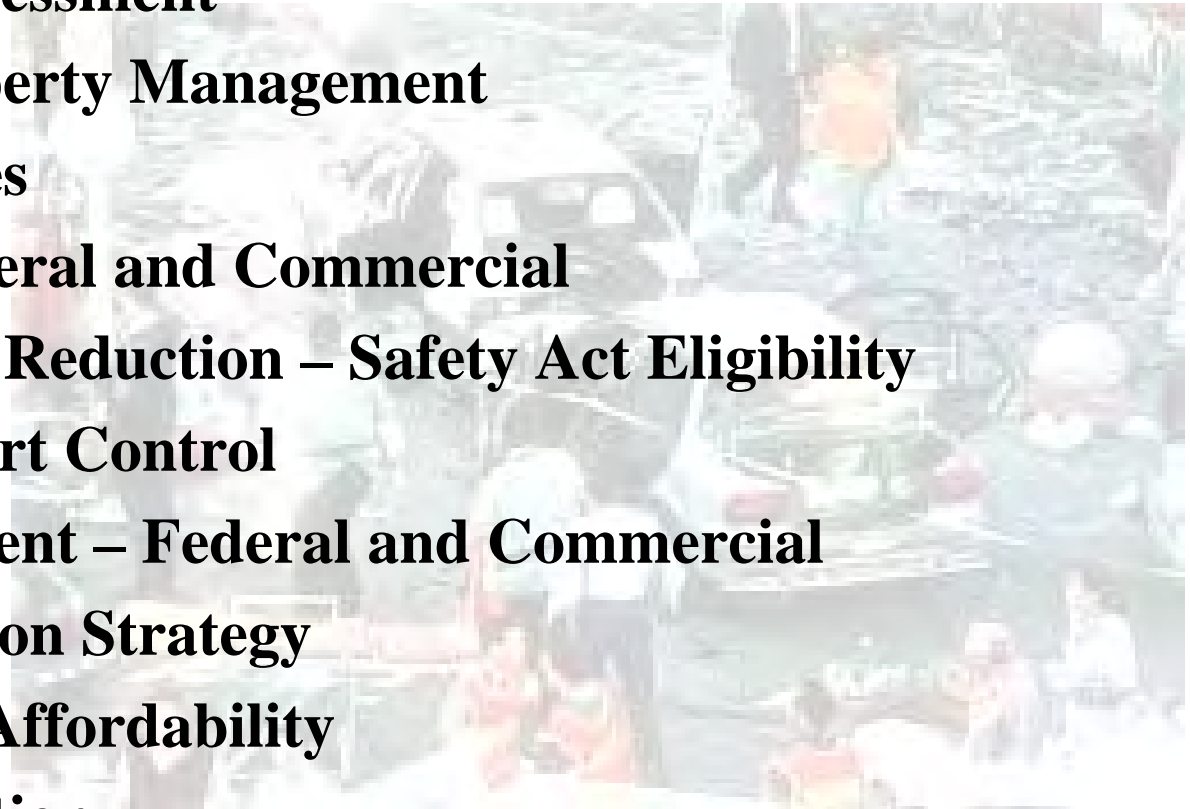 essment
erty Management
es
eral and Commercial
Reduction – Safety Act Eligibility
rt Control
ent – Federal and Commercial
on Strategy
Affordability